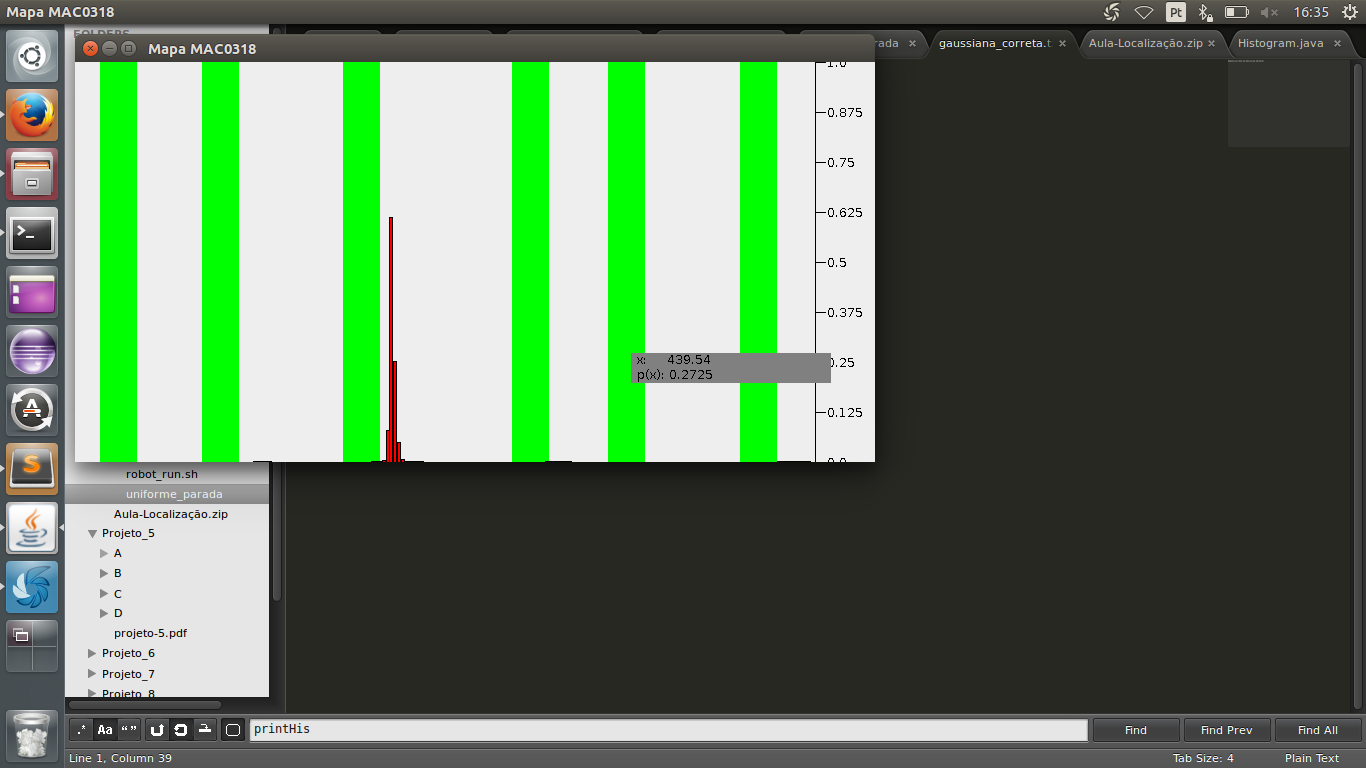 Mapa MAC0318
Pt
16:35
FOLDERS
Mapa MAC0318
rada ×
gaussiana_correta.t ×
Aula-Localização.zip ×
Histogram.java ×
1.0
0.875
0.75
0.625
0.5
0.375
0.25
0.125
0.0
x: 439.54
p(x): 0.2725
robot_run.sh
uniforme_parada
Aula-Localização.zip
Projeto_5
A
B
C
D
projeto-5.pdf
Projeto_6
Projeto_7
Projeto_8
.* Aa “ ”
printHis
Find
Find Prev
Find All
Line 1, Column 39
Tab Size: 4
Plain Text